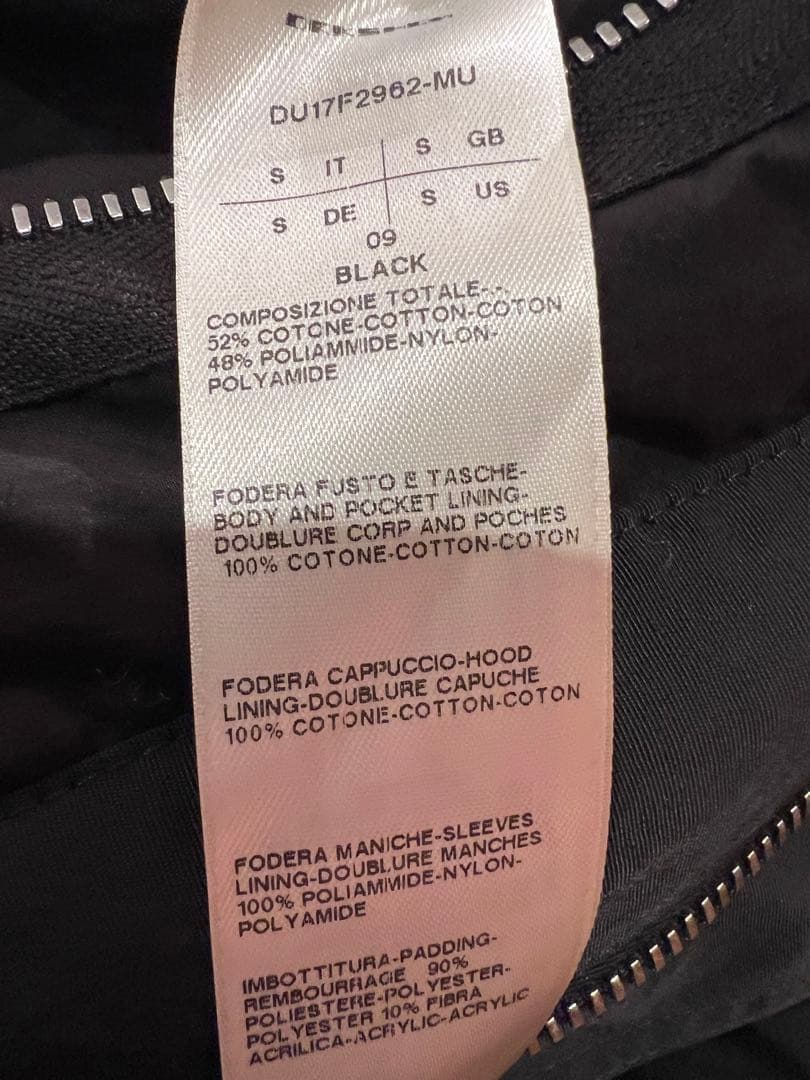 DU17F2962-MU
S IT S GB
S DE S US
09
BLACK
COMPOSIZIONE TOTALE-.-.
52% COTONE-COTTON-COTON
48% POLIAMMIDE-NYLON-
POLYAMIDE
FODERA FUSTO E TASCHE-
BODY AND POCKET LINING-
DOUBLURE CORP AND POCHES
100% COTONE-COTTON-COTON
FODERA CAPPUCCIO-HOOD
LINING-DOUBLURE CAPUCHE
100% COTONE-COTTON-COTON
FODERA MANICHE-SLEEVES
LINING-DOUBLURE MANCHES
100% POLIAMMIDE-NYLON-
POLYAMIDE
IMBOTTITURA-PADDING-
REMBOURRAGE 90%
POLIESTERE-POLYESTER-
POLYESTER 10% FIBRA
ACRILICA-ACRYLIC-ACRYLIC